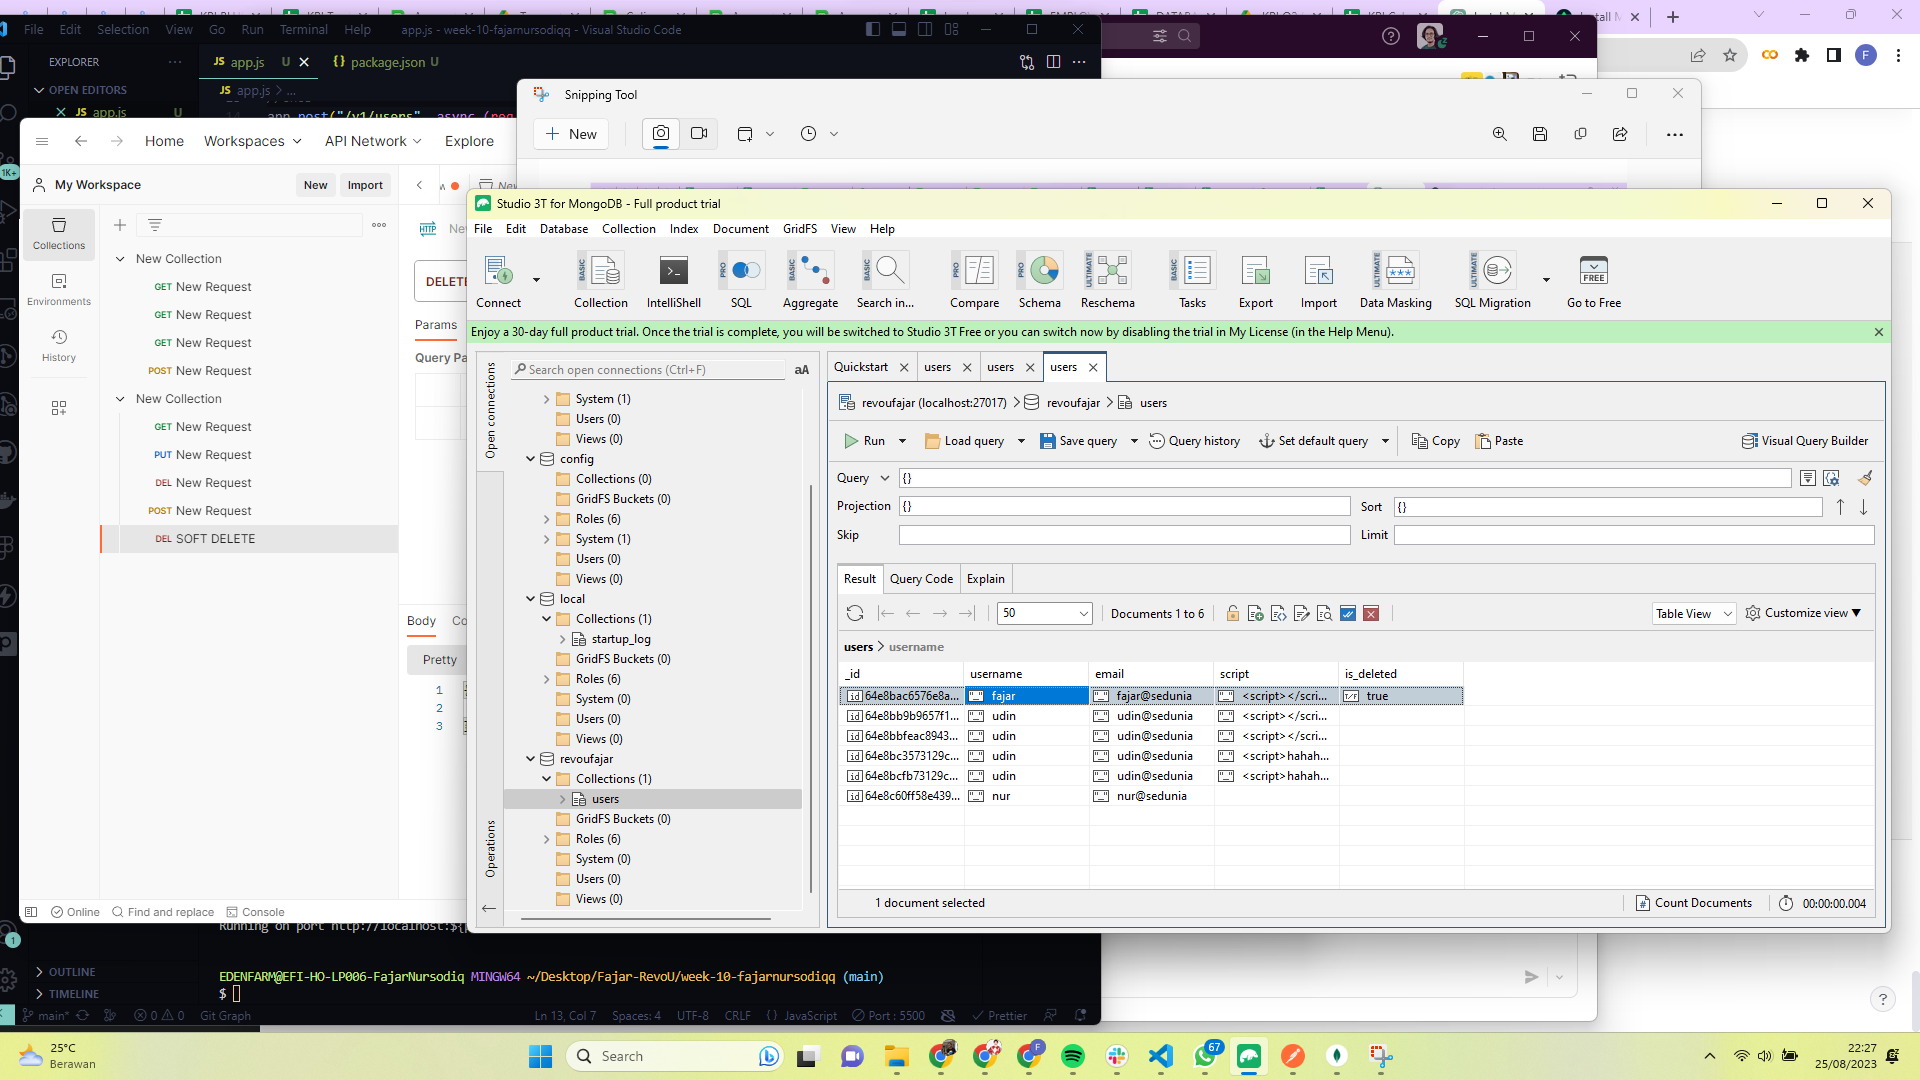 File Edit Selection View Go Run Terminal Help
app.js - week-10-fajarnursodiqq - Visual Studio Code
EXPLORER
JS app.js U
{} package.json U
OPEN EDITORS
JS app.js U
JS app.js > ...
app.post("/v1/users", async (req
Snipping Tool
New
Home Workspaces API Network Explore
My Workspace
New Import
Collections
Environments
History
New Collection
GET New Request
GET New Request
GET New Request
POST New Request
New Collection
GET New Request
PUT New Request
DEL New Request
POST New Request
DEL SOFT DELETE
HTTP
DELETE
Params
Query Pa
Body Co
Pretty
1
2
3
Online Find and replace Console
Studio 3T for MongoDB - Full product trial
File Edit Database Collection Index Document GridFS View Help
Connect Collection IntelliShell SQL Aggregate Search in... Compare Schema Reschema Tasks Export Import Data Masking SQL Migration Go to Free
Enjoy a 30-day full product trial. Once the trial is complete, you will be switched to Studio 3T Free or you can switch now by disabling the trial in My License (in the Help Menu).
Open connections
Operations
Search open connections (Ctrl+F) aA
System (1)
Users (0)
Views (0)
config
Collections (0)
GridFS Buckets (0)
Roles (6)
System (1)
Users (0)
Views (0)
local
Collections (1)
startup_log
GridFS Buckets (0)
Roles (6)
System (0)
Users (0)
Views (0)
revoufajar
Collections (1)
users
GridFS Buckets (0)
Roles (6)
System (0)
Users (0)
Views (0)
Quickstart users users users
revoufajar (localhost:27017) > revoufajar > users
Run Load query Save query Query history Set default query Copy Paste Visual Query Builder
Query {}
Projection {} Sort {}
Skip Limit
Result Query Code Explain
50 Documents 1 to 6 Table View Customize view
users > username
_id username email script is_deleted
64e8bac6576e8a... fajar fajar@sedunia <script></scri... true
64e8bb9b9657f1... udin udin@sedunia <script></scri...
64e8bbfeac8943... udin udin@sedunia <script></scri...
64e8bc3573129c... udin udin@sedunia <script>hahah...
64e8bcfb73129c... udin udin@sedunia <script>hahah...
64e8c60ff58e439... nur nur@sedunia
1 document selected Count Documents 00:00:00.004
Running on port http://localhost:${
EDENFARM@EFI-HO-LP006-FajarNursodiq MINGW64 ~/Desktop/Fajar-RevoU/week-10-fajarnursodiqq (main)
$
OUTLINE
TIMELINE
main* 0 0 Git Graph Ln 13, Col 7 Spaces: 4 UTF-8 CRLF {} JavaScript Port : 5500 Prettier
25°C
Berawan
Search
67
22:27
25/08/2023